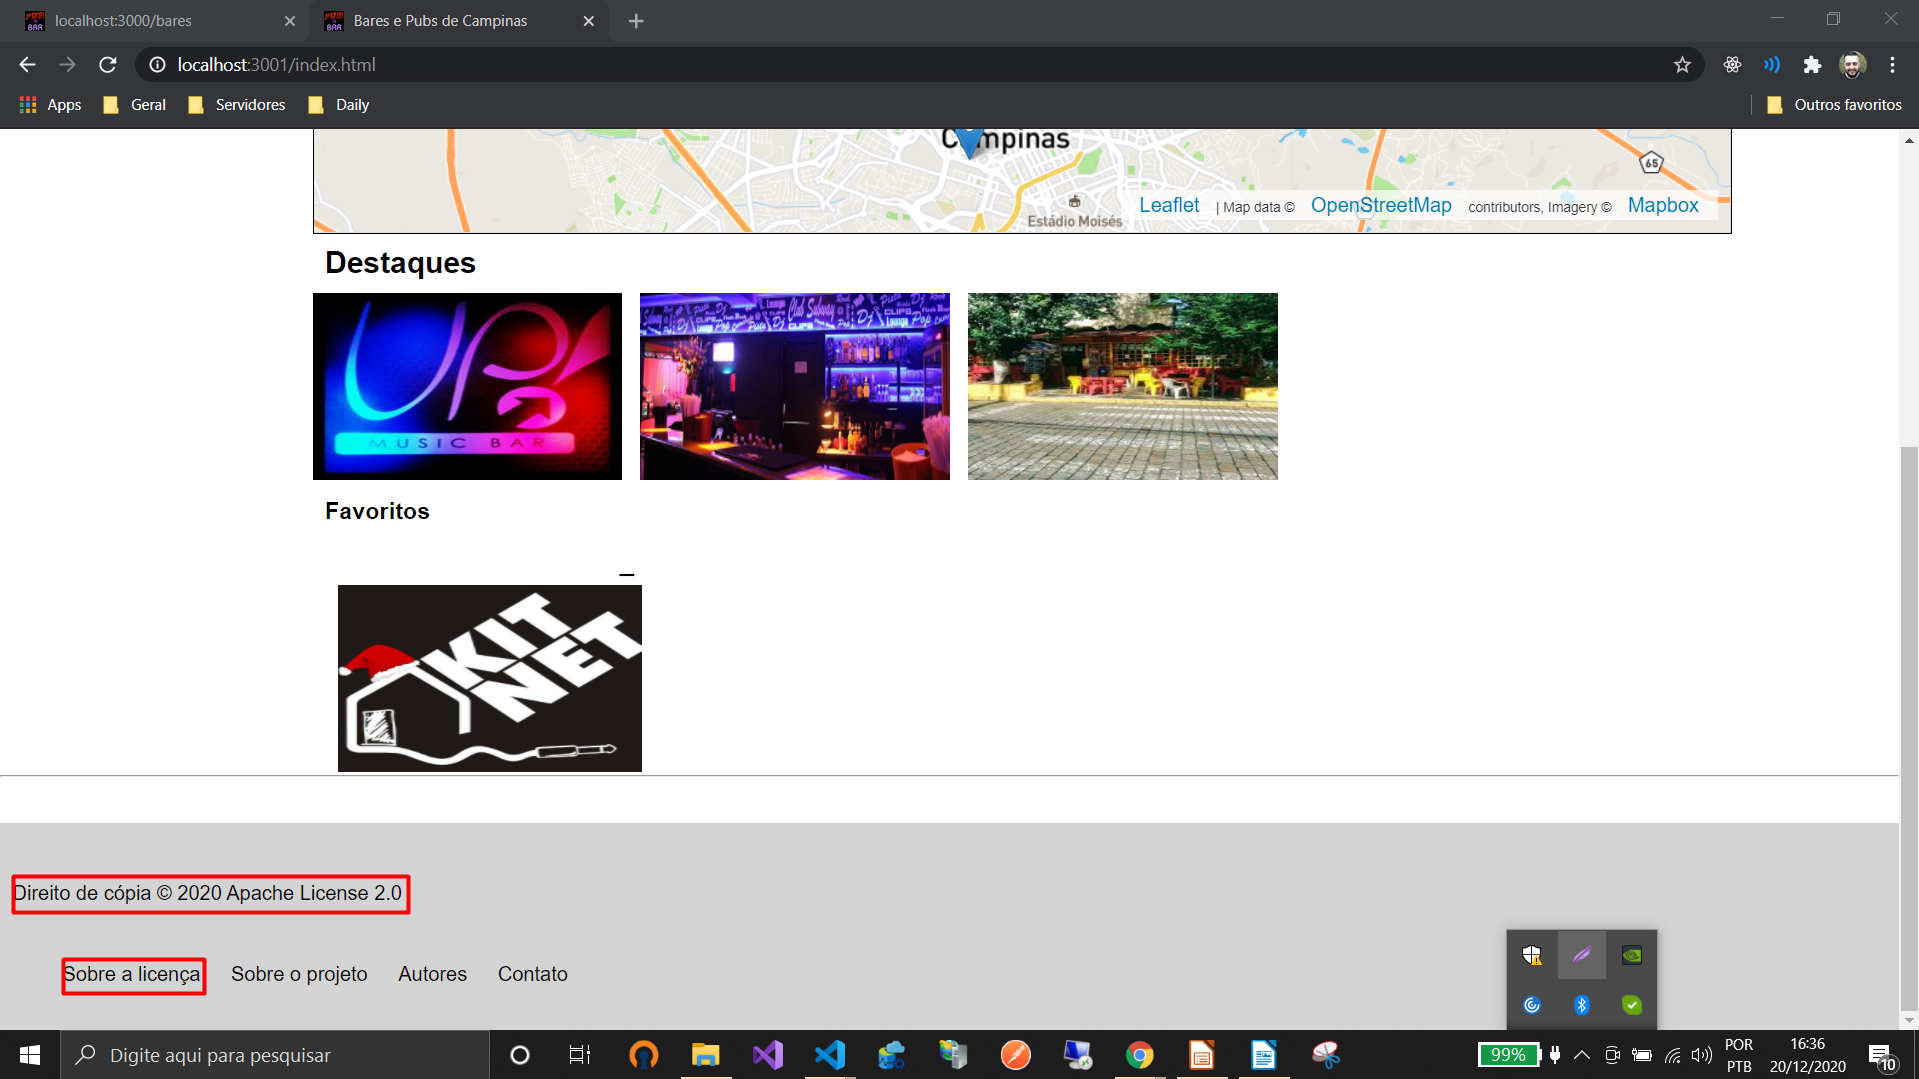 localhost:3000/bares
Bares e Pubs de Campinas
localhost:3001/index.html
Apps
Geral
Servidores
Daily
Outros favoritos
Campinas
65
Estádio Moisés
Leaflet | Map data © OpenStreetMap contributors, Imagery © Mapbox
Destaques
UP
MUSIC BAR
Favoritos
KIT
NET
Direito de cópia © 2020 Apache License 2.0
Sobre a licença
Sobre o projeto
Autores
Contato
Digite aqui para pesquisar
99%
POR
PTB
16:36
20/12/2020
10